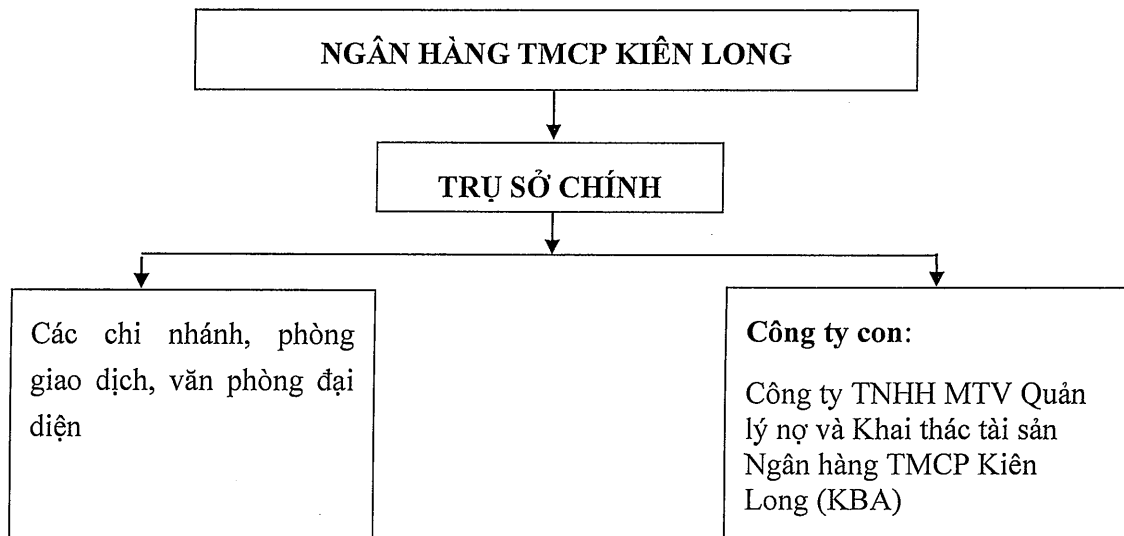 NGÂN HÀNG TMCP KIÊN LONG
TRỤ SỞ CHÍNH
Các chi nhánh, phòng
giao dịch, văn phòng đại
diện
Công ty con:
Công ty TNHH MTV Quản
lý nợ và Khai thác tài sản
Ngân hàng TMCP Kiên
Long (KBA)